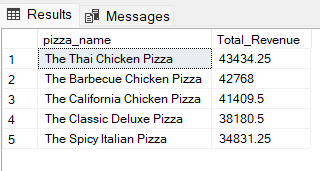 Results Messages
pizza_name Total_Revenue
1 The Thai Chicken Pizza 43434.25
2 The Barbecue Chicken Pizza 42768
3 The California Chicken Pizza 41409.5
4 The Classic Deluxe Pizza 38180.5
5 The Spicy Italian Pizza 34831.25